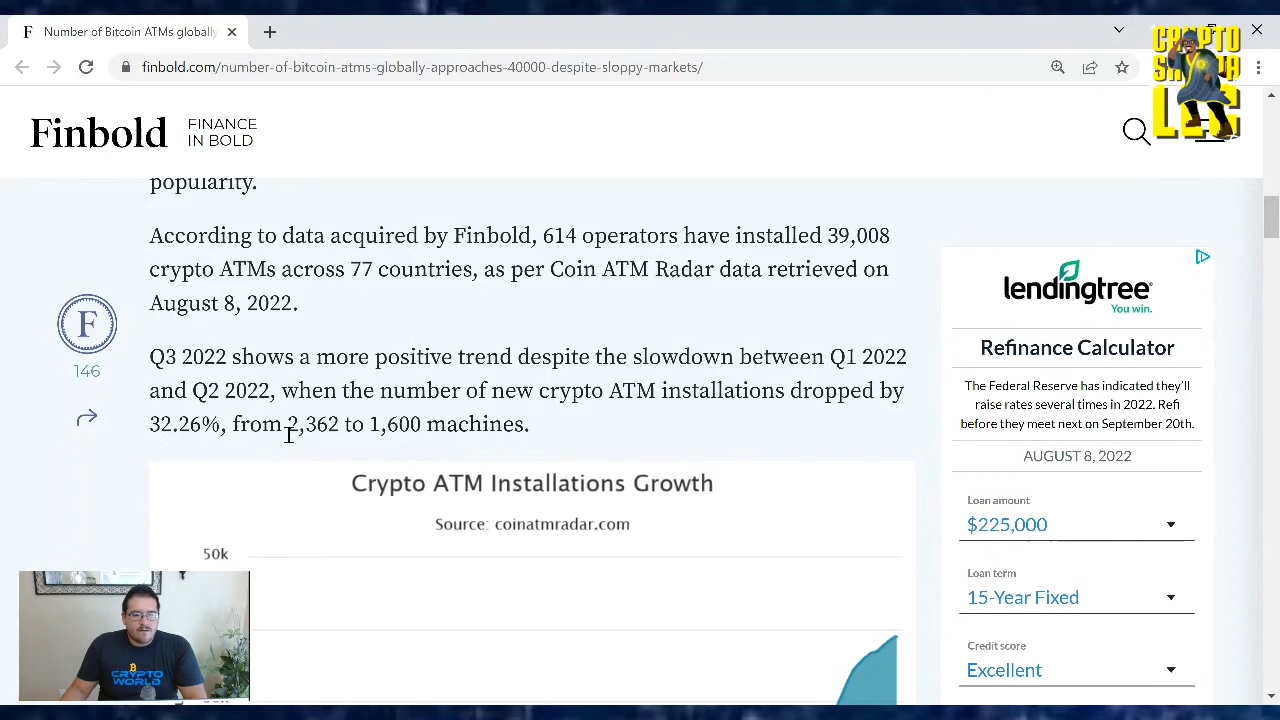 F Number of Bitcoin ATMs globally
finbold.com/number-of-bitcoin-atms-globally-approaches-40000-despite-sloppy-markets/
CRYPTO
LEE
Finbold
FINANCE
IN BOLD
popularity.
According to data acquired by Finbold, 614 operators have installed 39,008
crypto ATMs across 77 countries, as per Coin ATM Radar data retrieved on
August 8, 2022.
F
146
Q3 2022 shows a more positive trend despite the slowdown between Q1 2022
and Q2 2022, when the number of new crypto ATM installations dropped by
32.26%, from 2,362 to 1,600 machines.
Crypto ATM Installations Growth
Source: coinatmradar.com
50k
CRYPTO
WORLD
lendingtree
You win.
Refinance Calculator
The Federal Reserve has indicated they'll
raise rates several times in 2022. Refi
before they meet next on September 20th.
AUGUST 8, 2022
Loan amount
$225,000
Loan term
15-Year Fixed
Credit score
Excellent